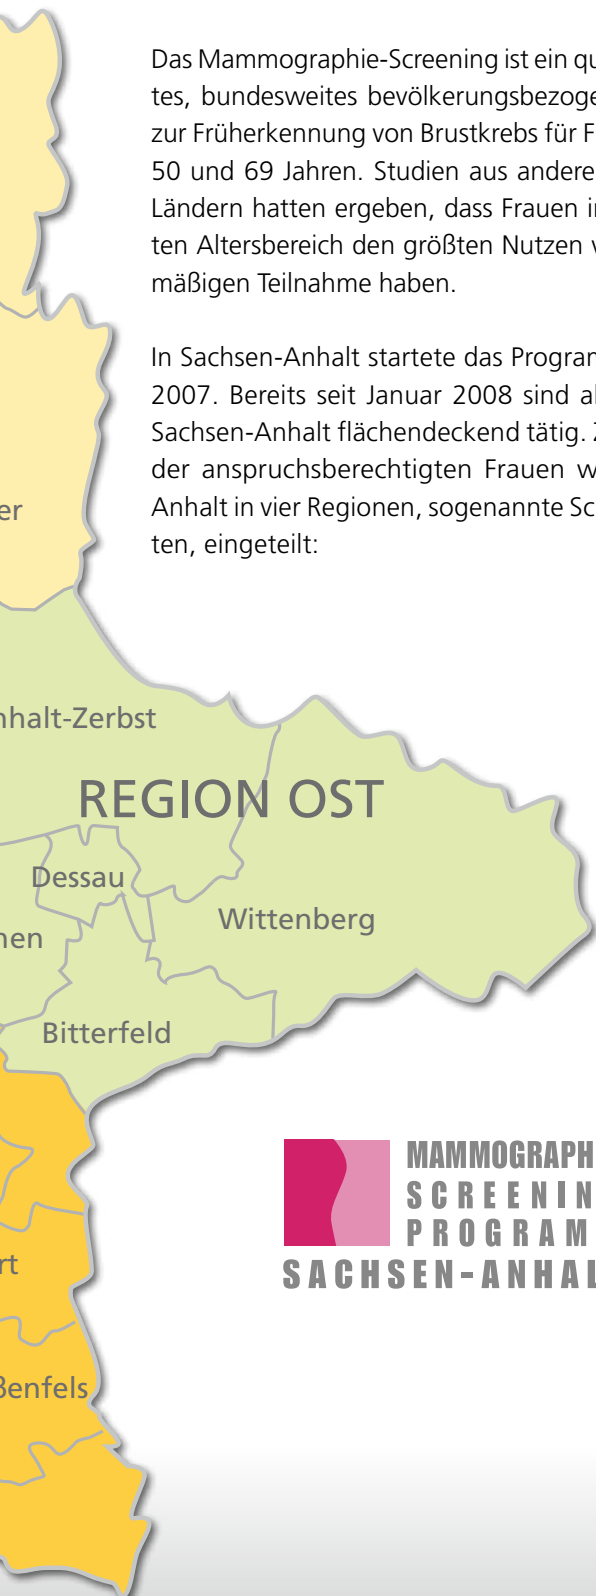 Das Mammographie-Screening ist ein qu
tes, bundesweites bevölkerungsbezoge
zur Früherkennung von Brustkrebs für F
50 und 69 Jahren. Studien aus andere
Ländern hatten ergeben, dass Frauen i
ten Altersbereich den größten Nutzen v
mäßigen Teilnahme haben.
In Sachsen-Anhalt startete das Program
2007. Bereits seit Januar 2008 sind al
Sachsen-Anhalt flächendeckend tätig. Z
der anspruchsberechtigten Frauen w
Anhalt in vier Regionen, sogenannte Sc
ten, eingeteilt:
er
nhalt-Zerbst
REGION OST
Dessau
Wittenberg
hen
Bitterfeld
MAMMOGRAPH
SCREENIN
PROGRAM
SACHSEN-ANHAL
rt
ßenfels